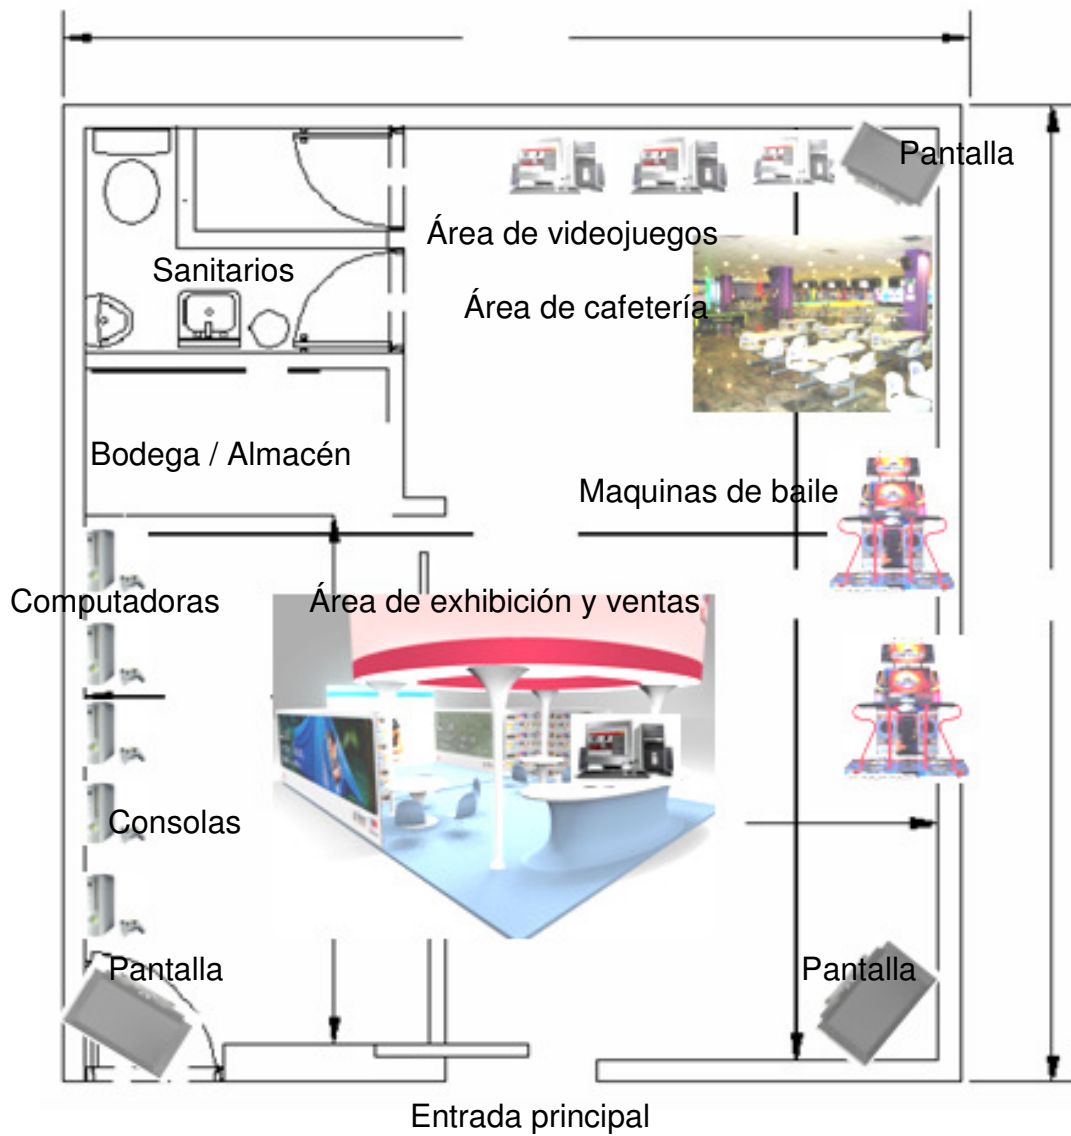 Pantalla
Área de videojuegos
Sanitarios
Área de cafetería
Bodega / Almacén
Maquinas de baile
Computadoras
Área de exhibición y ventas
Consolas
Pantalla
Pantalla
Entrada principal